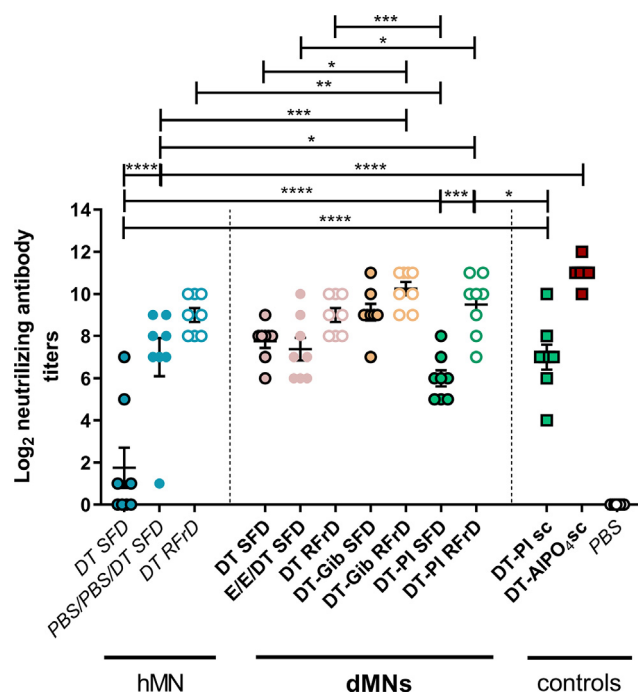 ***
*
*
**
***
*
**** ****
**** *** *
****
Log2 neutrilizing antibody
titers
14
12
10
8
6
4
2
0
DT SFD
PBS/PBS/DT SFD
DT RFrD
DT SFD
E/E/DT SFD
DT RFrD
DT-Gib SFD
DT-Gib RFrD
DT-PI SFD
DT-PI RFrD
DT-PI sc
DT-AlPO4sc
PBS
hMN
dMNs
controls